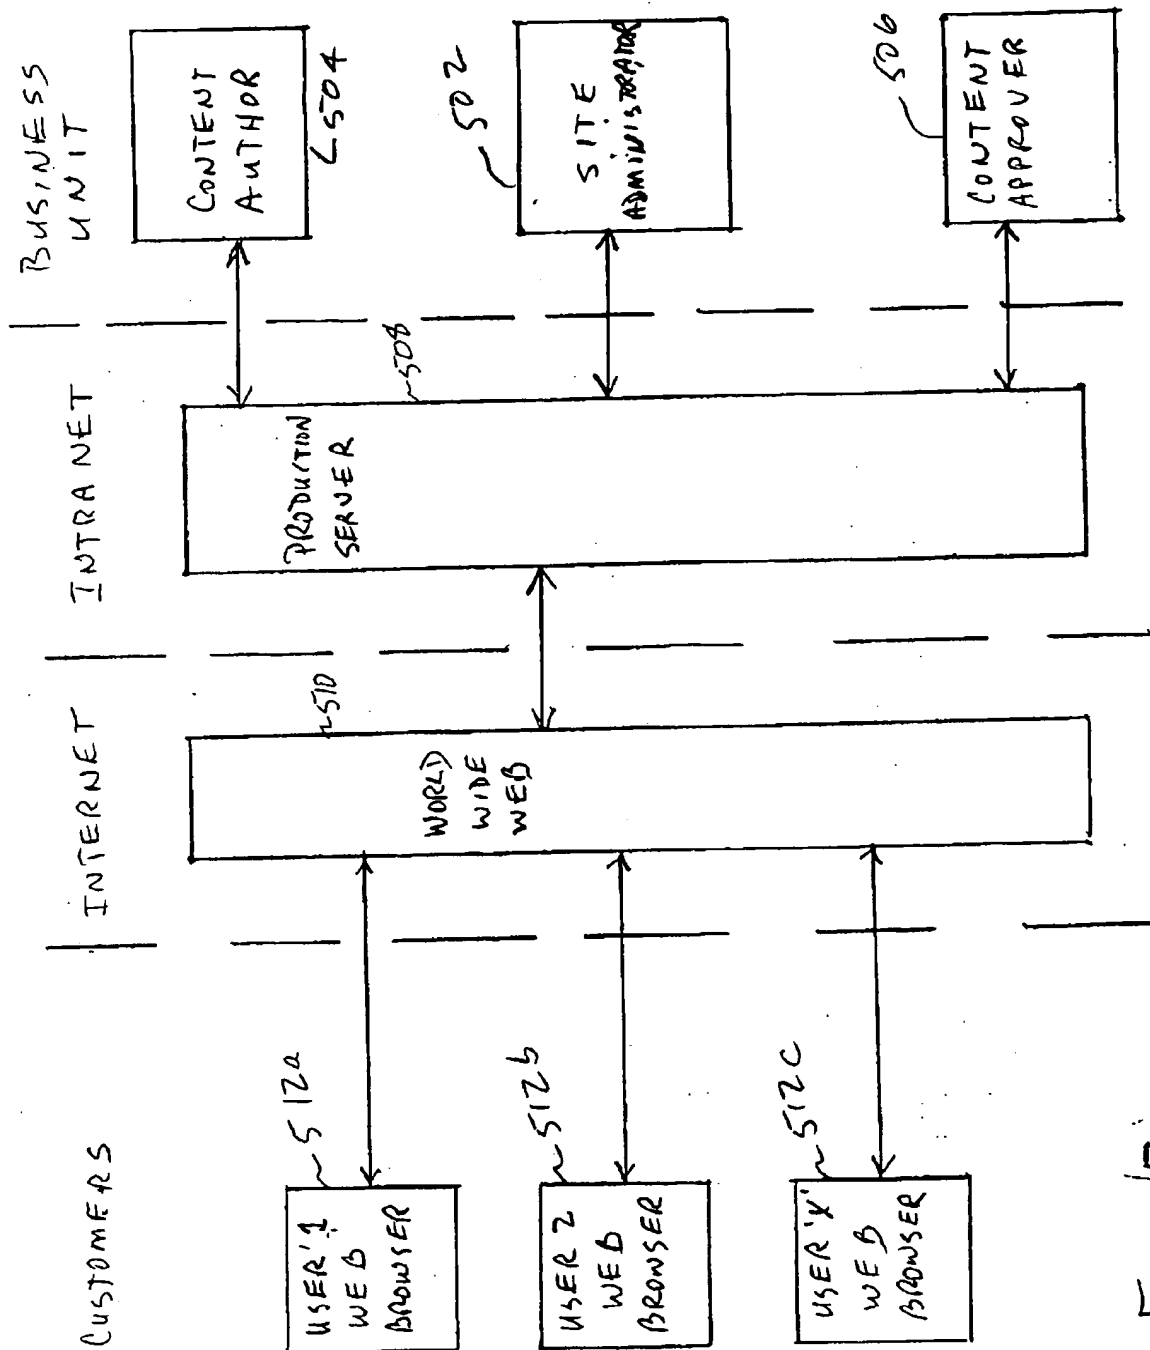 CUSTOMERS
INTERNET
INTRANET
BUSINESS
UNIT
USER'1
WEB
BROWSER
512a
USER 2
WEB
BROWSER
512b
USER 'X'
WEB
BROWSER
512c
WORLD
WIDE
WEB
510
PRODUCTION
SERVER
508
CONTENT
AUTHOR
504
SITE
ADMINISTRATOR
502
CONTENT
APPROVER
506